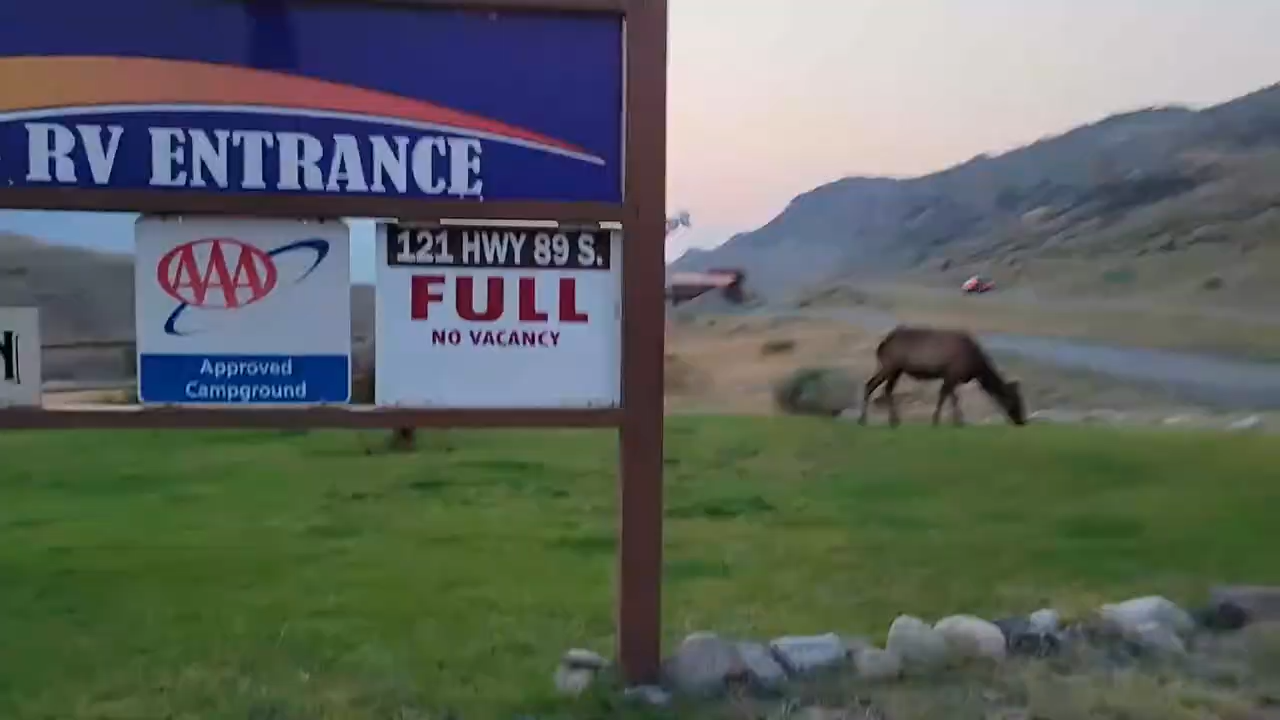 RV ENTRANCE
AAA
Approved
Campground
121 HWY 89 S.
FULL
NO VACANCY